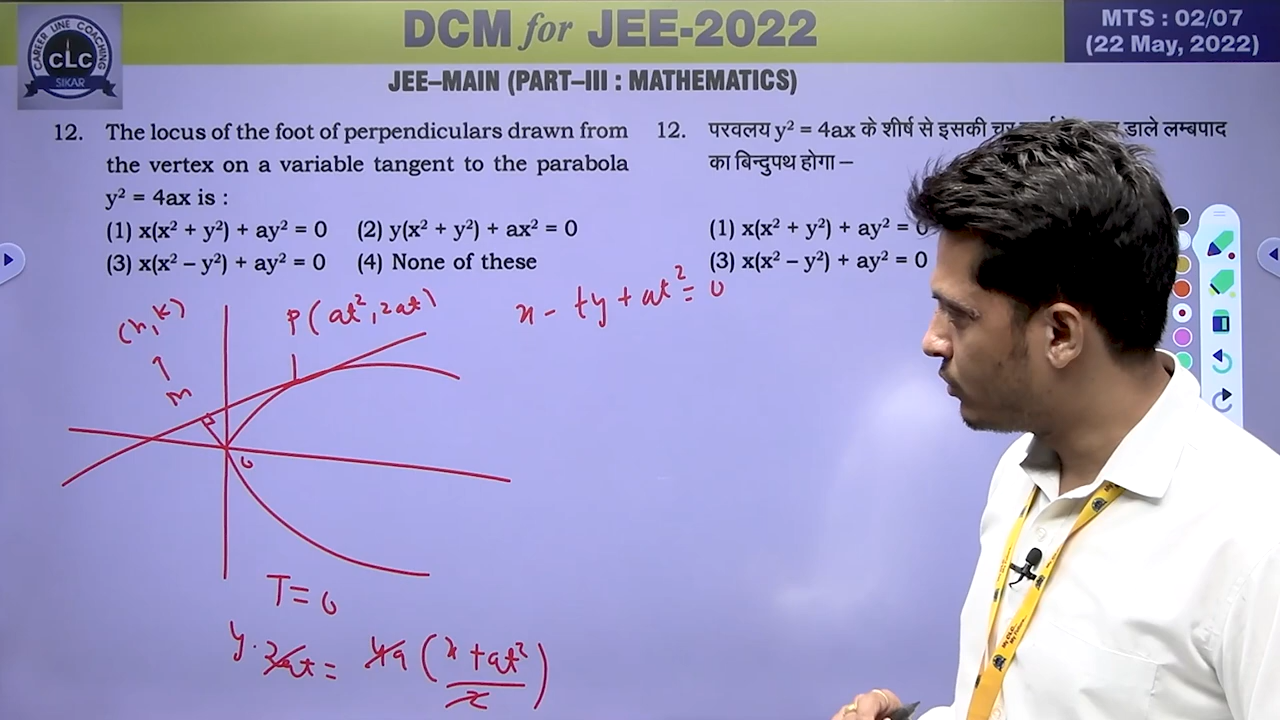 DCM for JEE-2022
MTS : 02/07
(22 May, 2022)
CAREER LINE COACHING
CLC
SIKAR
JEE–MAIN (PART–III : MATHEMATICS)
12. The locus of the foot of perpendiculars drawn from
the vertex on a variable tangent to the parabola
y² = 4ax is :
(1) x(x² + y²) + ay² = 0 (2) y(x² + y²) + ax² = 0
(3) x(x² – y²) + ay² = 0 (4) None of these
12. परवलय y² = 4ax के शीर्ष से इसकी डाले लम्बपाद
का बिन्दुपथ होगा –
(1) x(x² + y²) + ay² = 0
(3) x(x² – y²) + ay² = 0
x - ty + at² = 0
(h, k)
P(at², 2at)
M
O
T = 0
y · 2at = 4a (x + at² / 2)